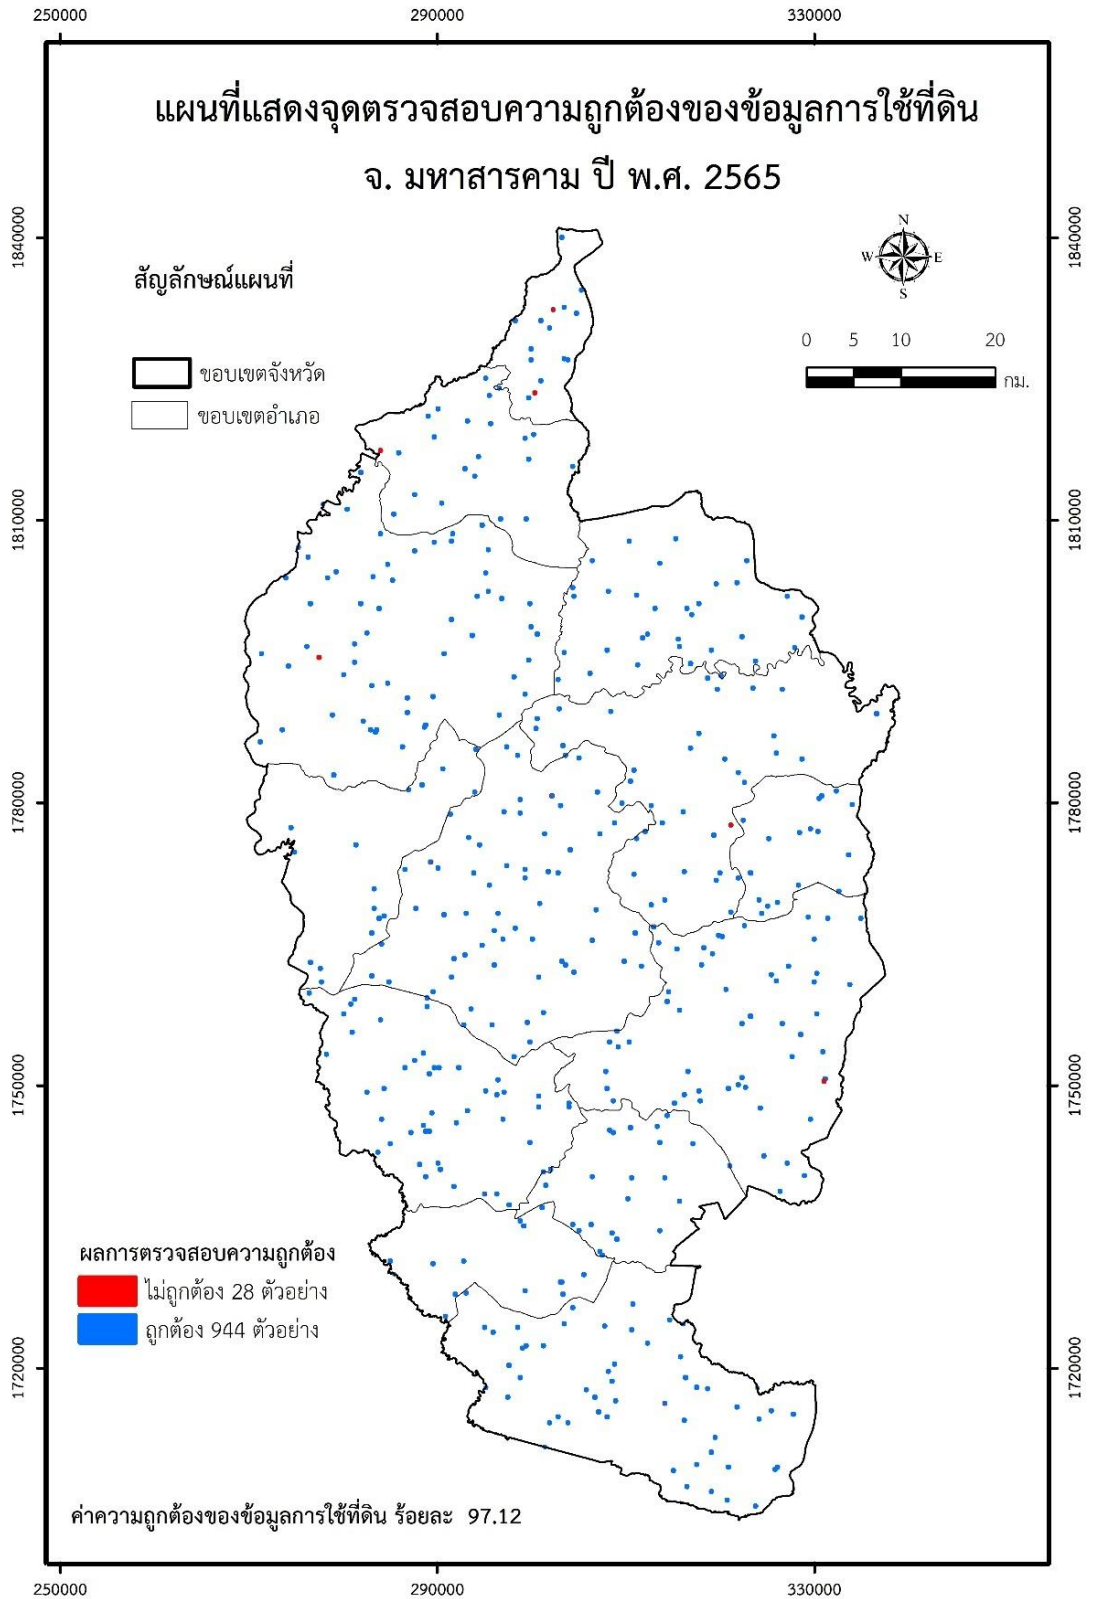 250000 290000 330000
แผนที่แสดงจุดตรวจสอบความถูกต้องของข้อมูลการใช้ที่ดิน
จ. มหาสารคาม ปี พ.ศ. 2565
1840000 1840000
N
W E
S
สัญลักษณ์แผนที่
ขอบเขตจังหวัด
ขอบเขตอำเภอ
0 5 10 20
กม.
1810000 1810000
1780000 1780000
1750000 1750000
ผลการตรวจสอบความถูกต้อง
ไม่ถูกต้อง 28 ตัวอย่าง
ถูกต้อง 944 ตัวอย่าง
1720000 1720000
ค่าความถูกต้องของข้อมูลการใช้ที่ดิน ร้อยละ 97.12
250000 290000 330000